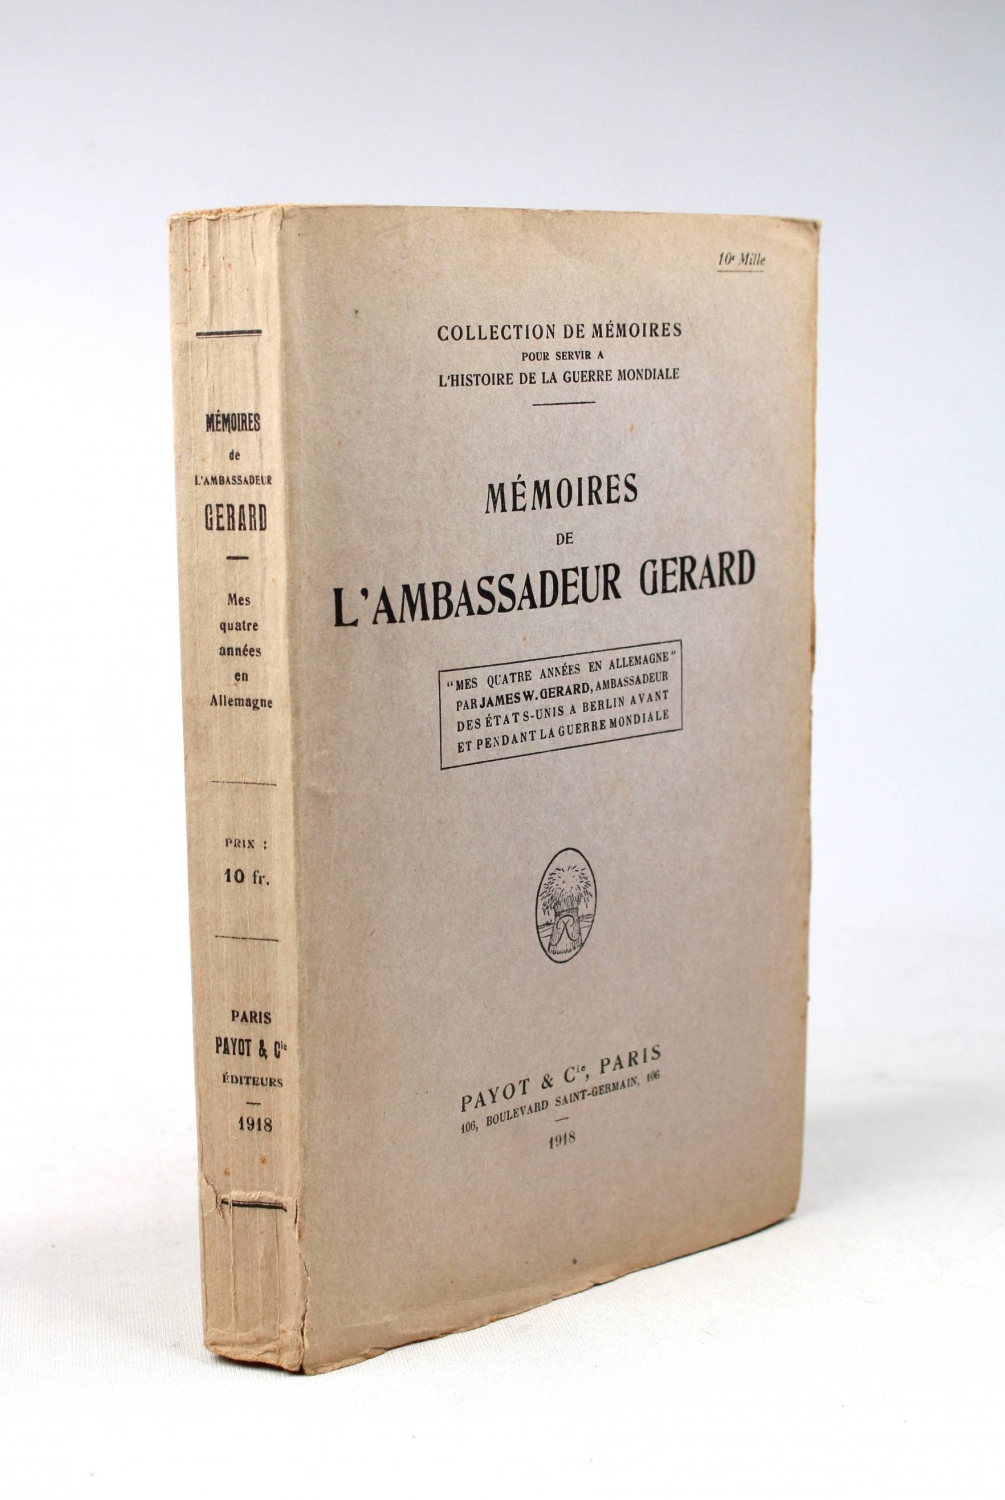 MÉMOIRES
de
L'AMBASSADEUR
GERARD
Mes
quatre
années
en
Allemagne
PRIX :
10 fr.
PARIS
PAYOT & Cie
ÉDITEURS
1918
10e Mille
COLLECTION DE MÉMOIRES
POUR SERVIR A
L'HISTOIRE DE LA GUERRE MONDIALE
MÉMOIRES
DE
L'AMBASSADEUR GERARD
"MES QUATRE ANNÉES EN ALLEMAGNE"
PAR JAMES W. GERARD, AMBASSADEUR
DES ÉTATS-UNIS A BERLIN AVANT
ET PENDANT LA GUERRE MONDIALE
PAYOT & Cie, PARIS
106, BOULEVARD SAINT-GERMAIN, 106
1918